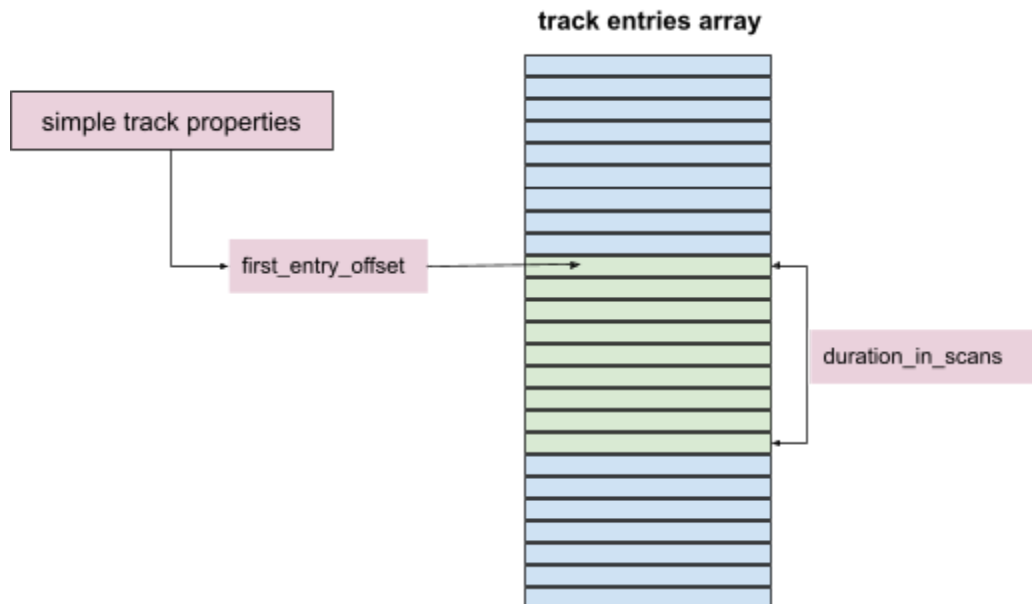 track entries array
simple track properties
first_entry_offset
duration_in_scans